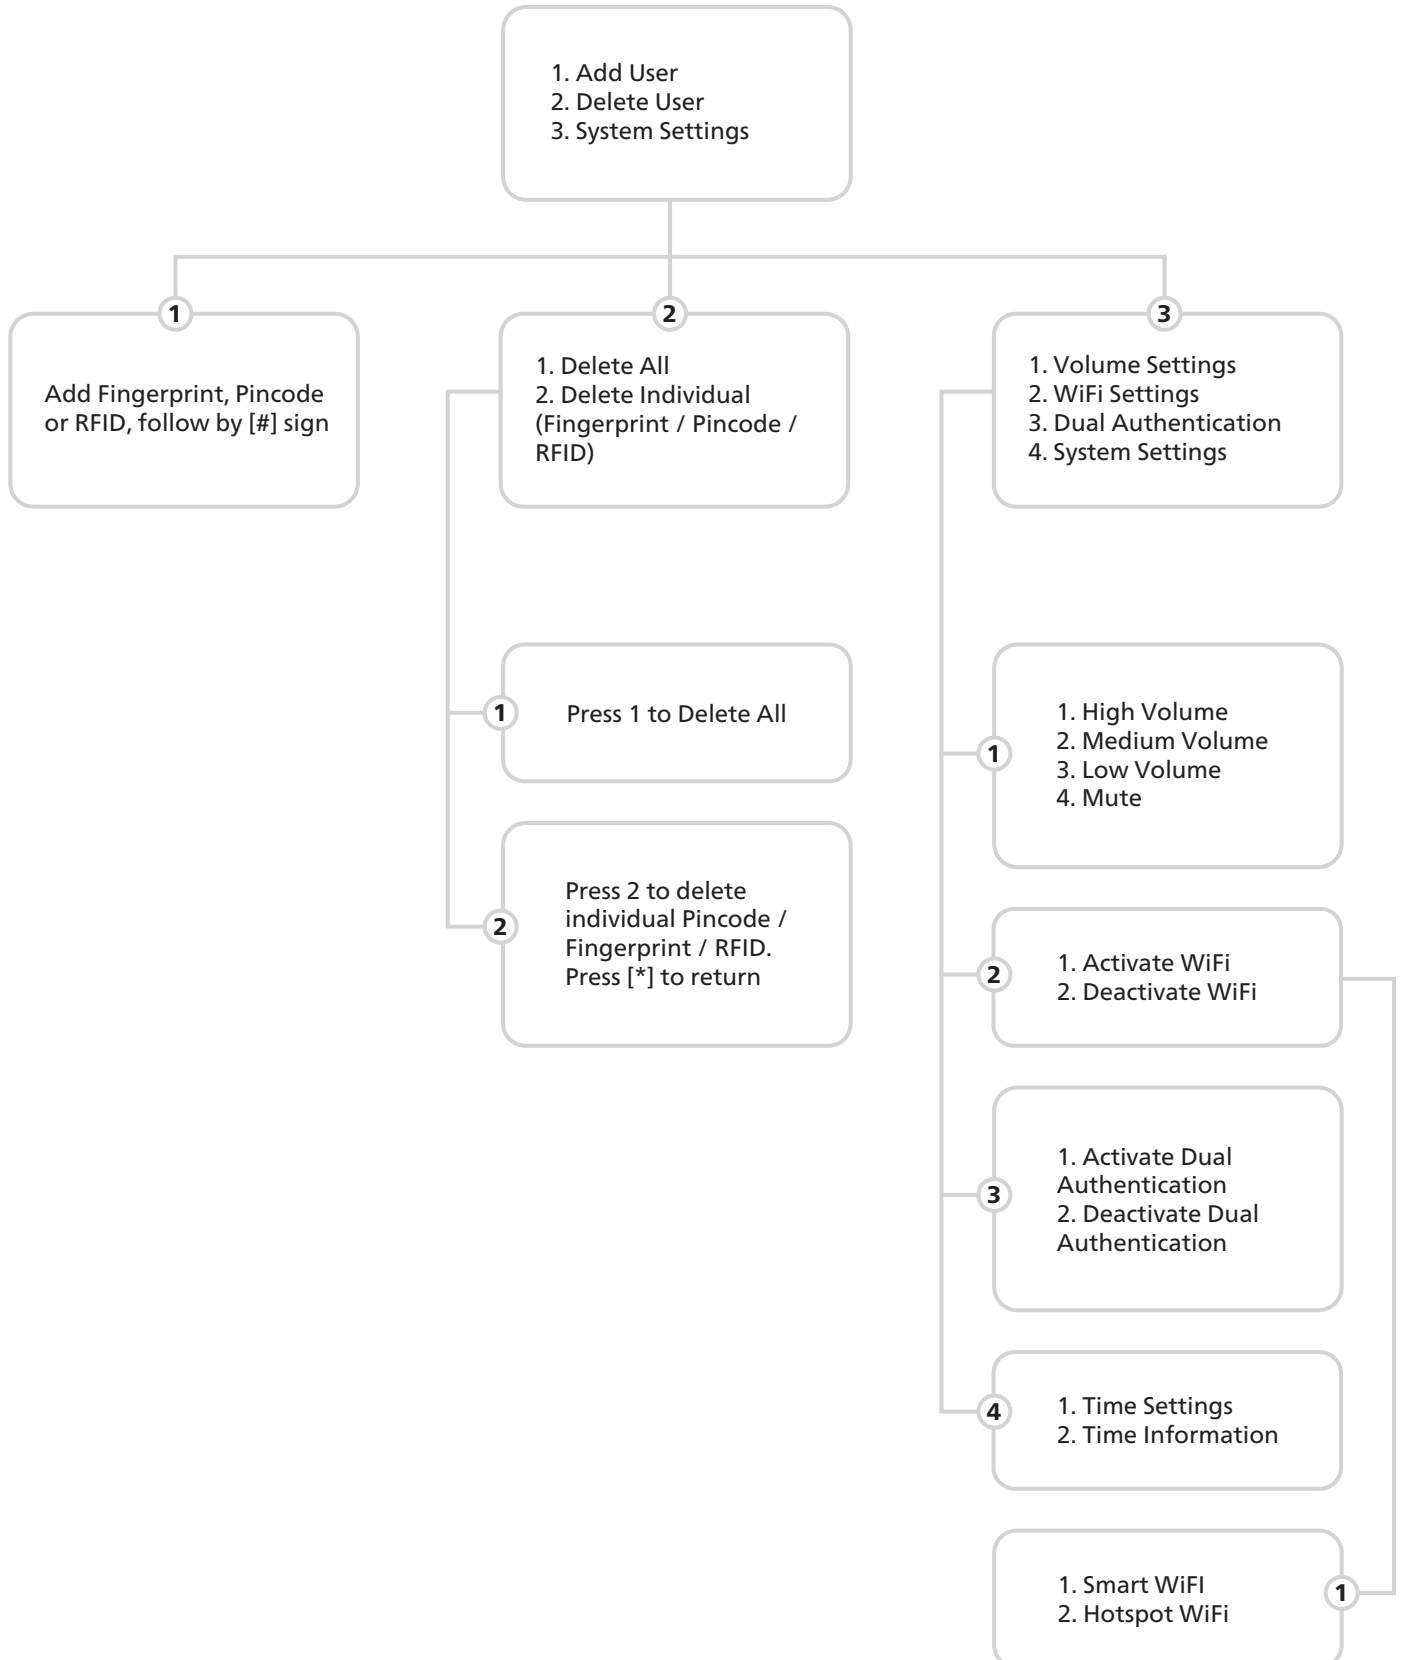 1. Add User
2. Delete User
3. System Settings
1
2
3
Add Fingerprint, Pincode
or RFID, follow by [#] sign
1. Delete All
2. Delete Individual
(Fingerprint / Pincode /
RFID)
1. Volume Settings
2. WiFi Settings
3. Dual Authentication
4. System Settings
1
Press 1 to Delete All
2
Press 2 to delete
individual Pincode /
Fingerprint / RFID.
Press [*] to return
1
1. High Volume
2. Medium Volume
3. Low Volume
4. Mute
2
1. Activate WiFi
2. Deactivate WiFi
3
1. Activate Dual
Authentication
2. Deactivate Dual
Authentication
4
1. Time Settings
2. Time Information
1. Smart WiFI
2. Hotspot WiFi
1